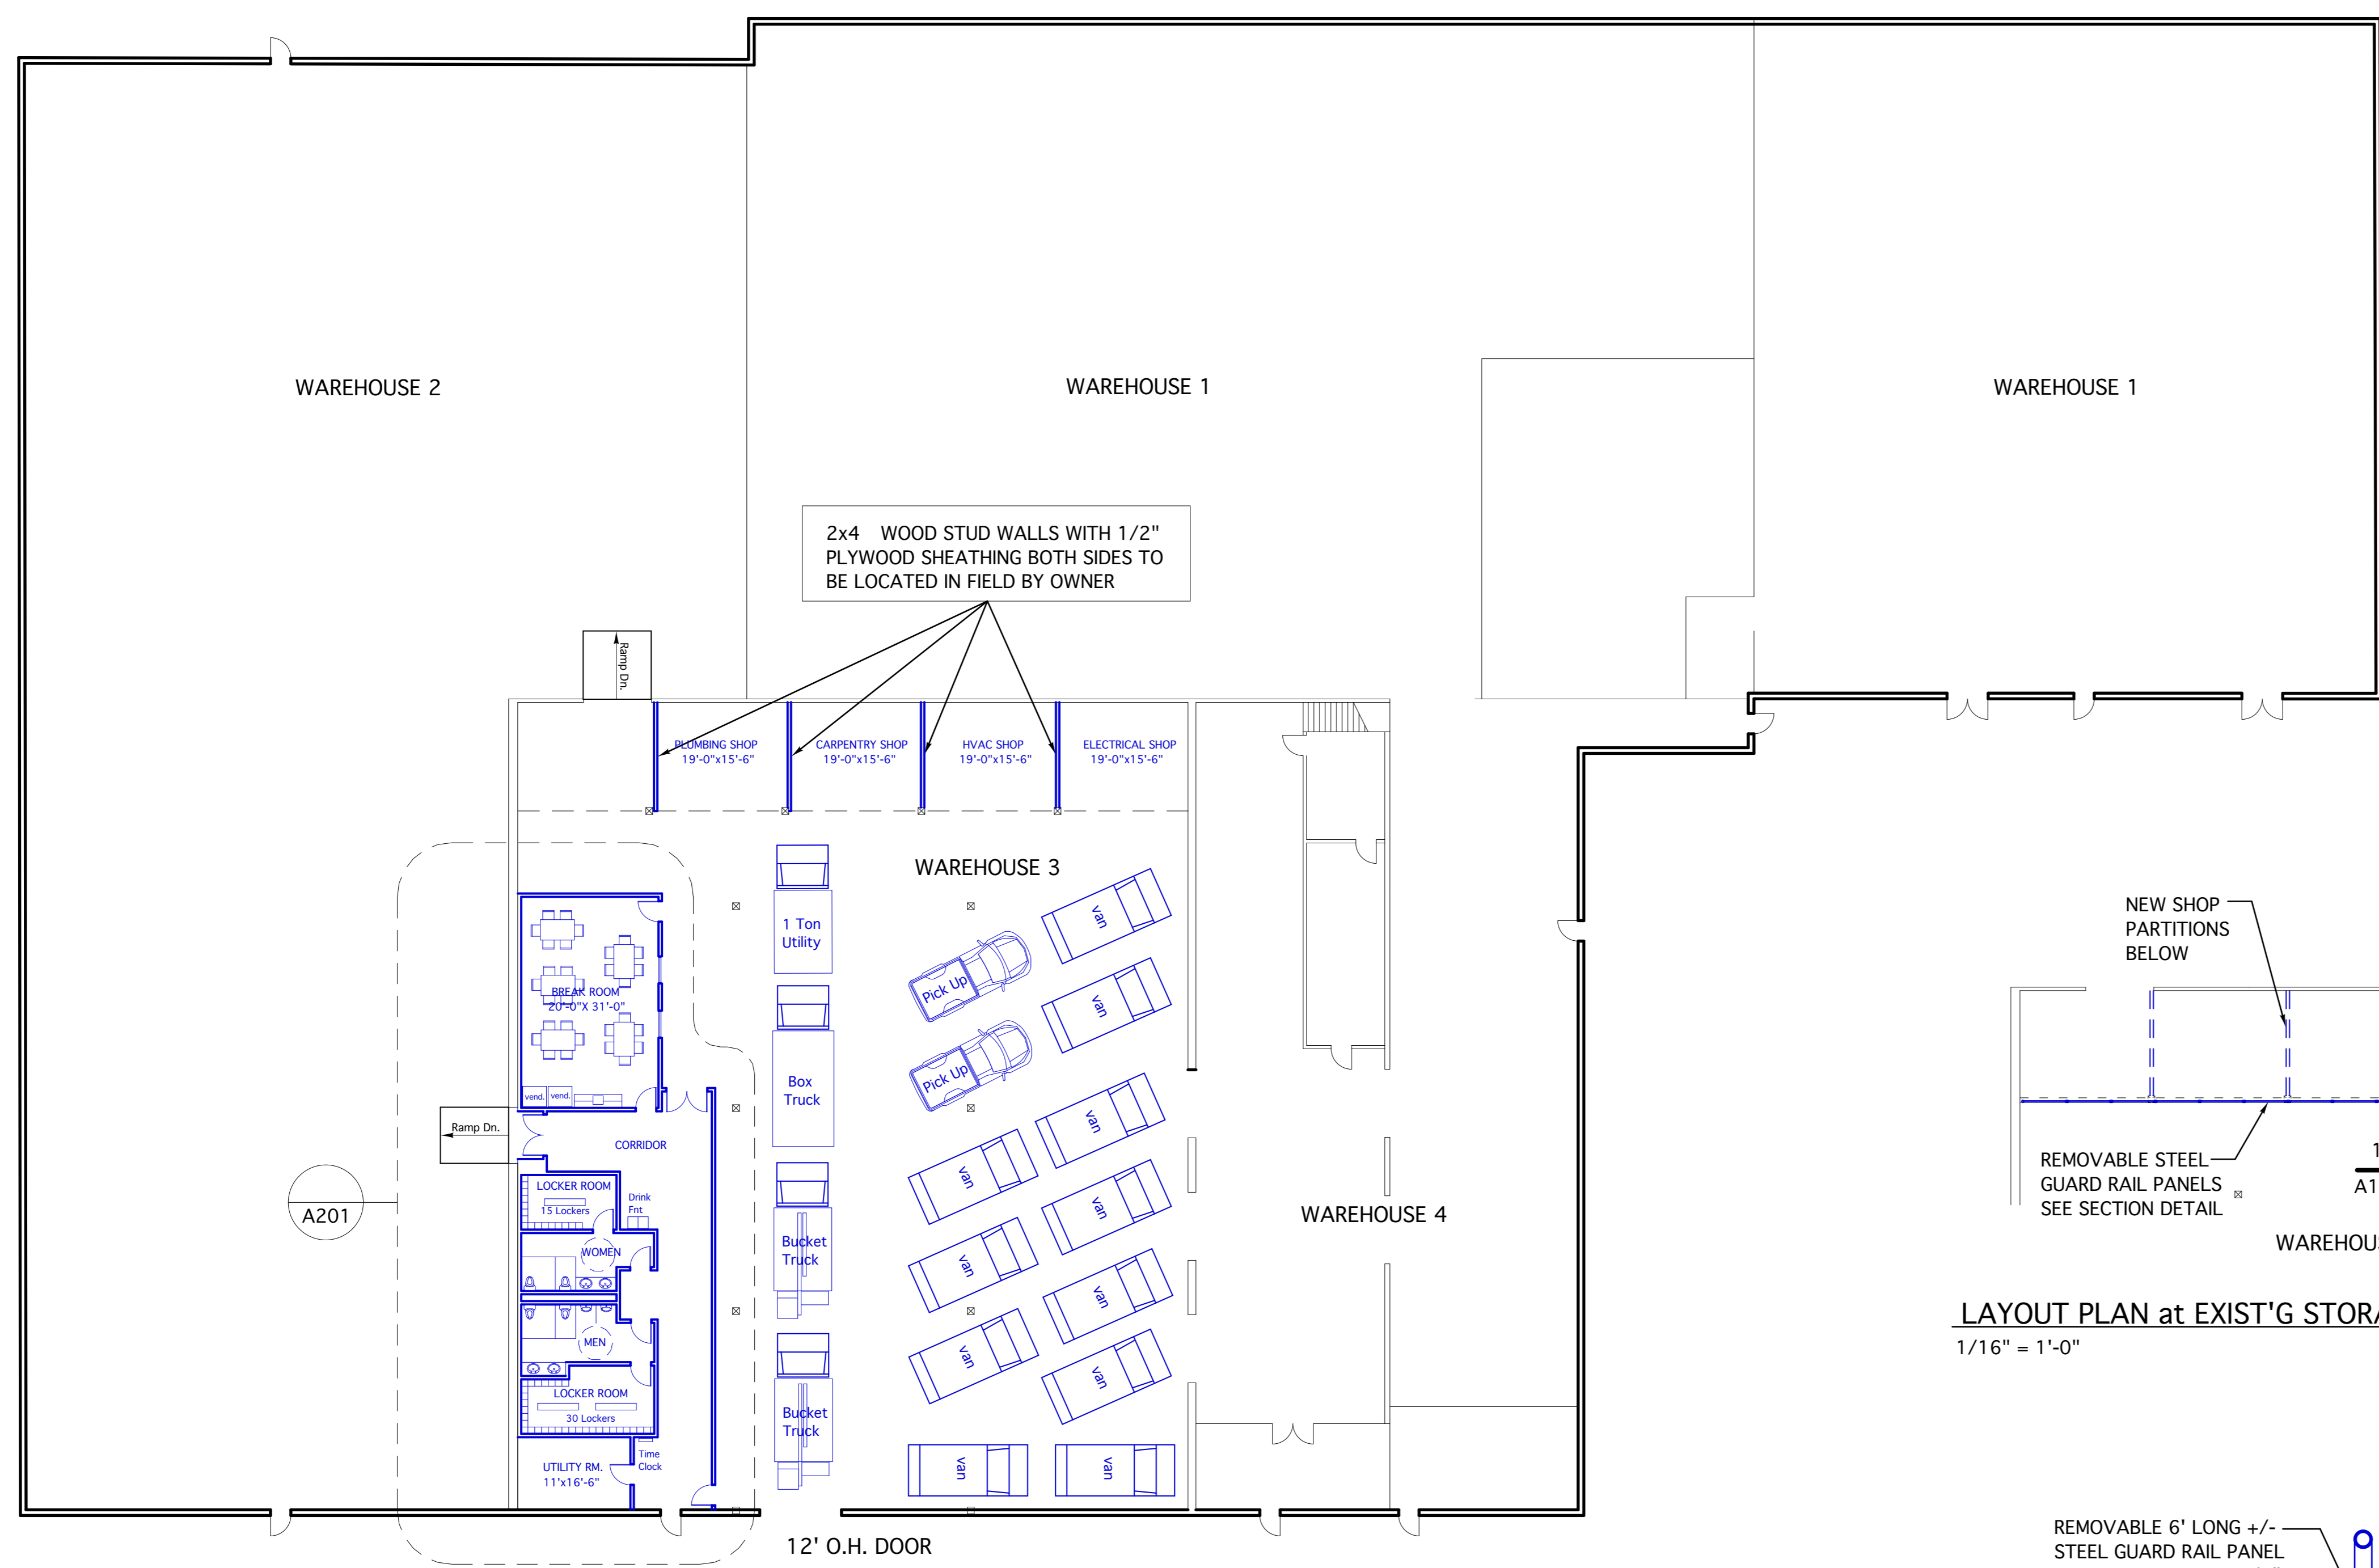 WAREHOUSE 2
WAREHOUSE 1
WAREHOUSE 1
2x4 WOOD STUD WALLS WITH 1/2"
PLYWOOD SHEATHING BOTH SIDES TO
BE LOCATED IN FIELD BY OWNER
Ramp Dn.
PLUMBING SHOP
19'-0"x15'-6"
CARPENTRY SHOP
19'-0"x15'-6"
HVAC SHOP
19'-0"x15'-6"
ELECTRICAL SHOP
19'-0"x15'-6"
WAREHOUSE 3
1 Ton
Utility
van
Pick Up
van
BREAK ROOM
20'-0"X 31'-0"
Box
Truck
Pick Up
vend.
vend.
van
Ramp Dn.
CORRIDOR
van
LOCKER ROOM
15 Lockers
Drink
Fnt
van
A201
WAREHOUSE 4
WOMEN
Bucket
Truck
van
van
MEN
van
van
LOCKER ROOM
30 Lockers
Bucket
Truck
Time
Clock
UTILITY RM.
11'x16'-6"
van
van
12' O.H. DOOR
NEW SHOP
PARTITIONS
BELOW
REMOVABLE STEEL
GUARD RAIL PANELS
SEE SECTION DETAIL
1
A1
WAREHOUS
LAYOUT PLAN at EXIST'G STORA
1/16" = 1'-0"
REMOVABLE 6' LONG +/-
STEEL GUARD RAIL PANEL